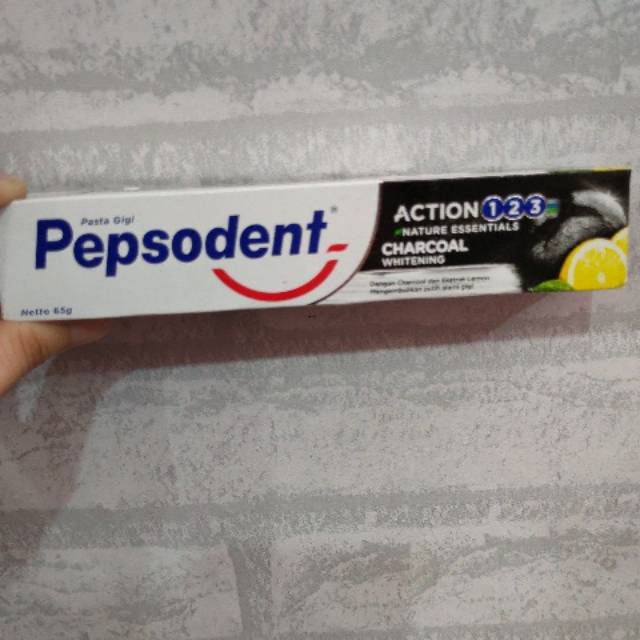 Pasta Gigi
Pepsodent®
Netto 65g
ACTION 123
NATURE ESSENTIALS
CHARCOAL
WHITENING
Dengan Charcoal dan Ekstrak Lemon
Mengembalikan putih alami gigi